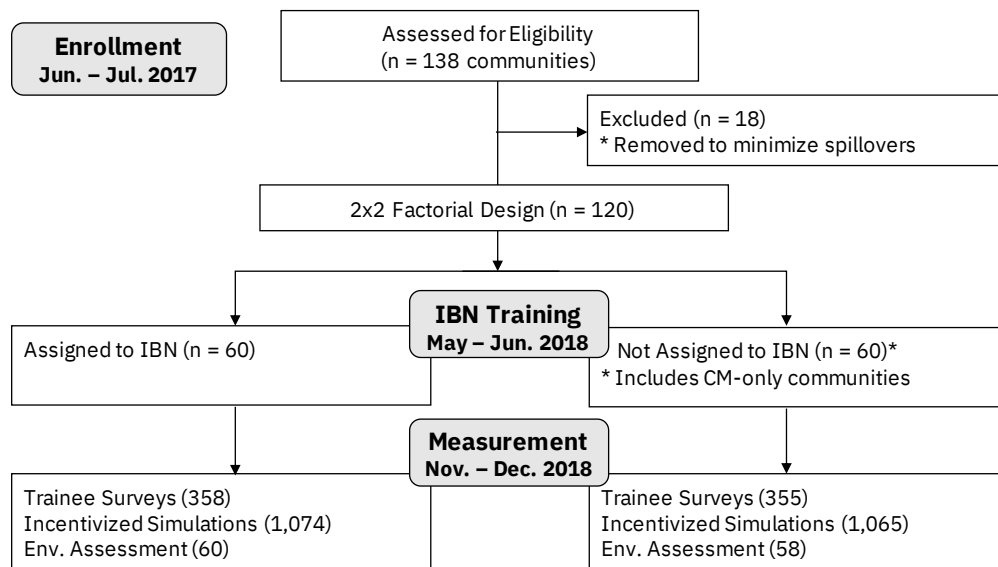 Enrollment
Jun. – Jul. 2017
Assessed for Eligibility
(n = 138 communities)
Excluded (n = 18)
* Removed to minimize spillovers
2x2 Factorial Design (n = 120)
IBN Training
May – Jun. 2018
Assigned to IBN (n = 60)
Not Assigned to IBN (n = 60)*
* Includes CM-only communities
Measurement
Nov. – Dec. 2018
Trainee Surveys (358)
Incentivized Simulations (1,074)
Env. Assessment (60)
Trainee Surveys (355)
Incentivized Simulations (1,065)
Env. Assessment (58)